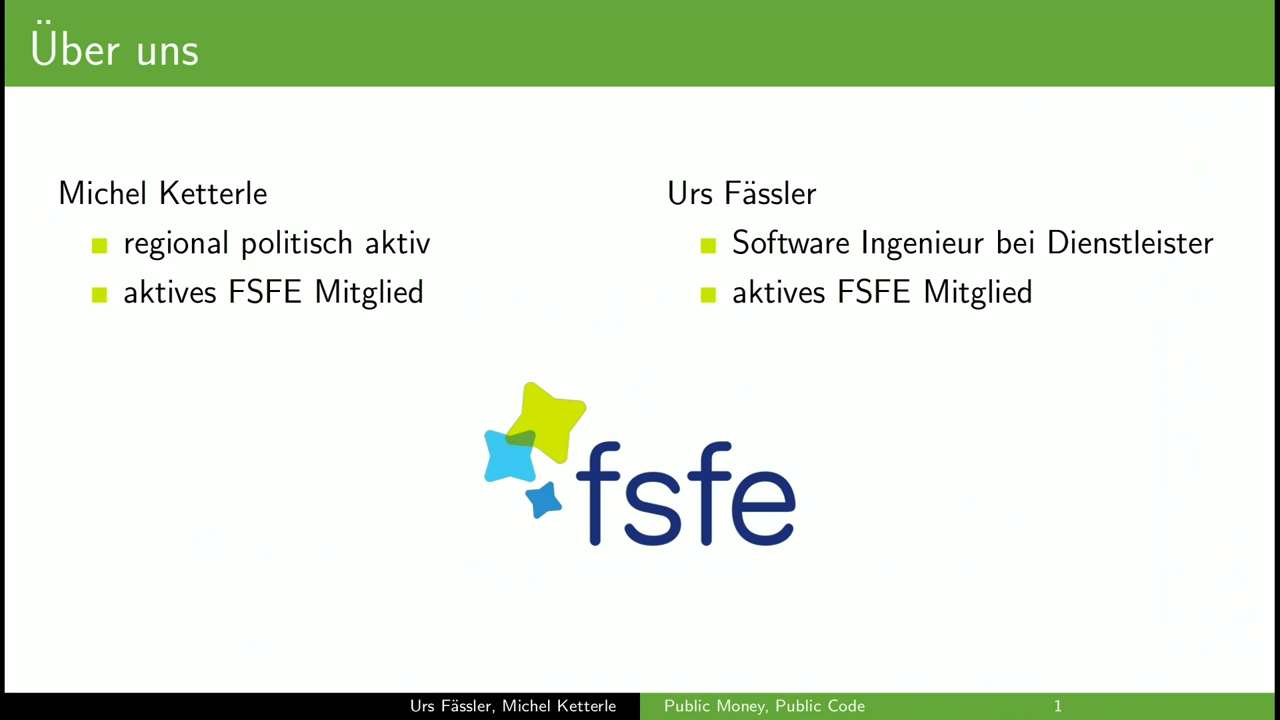 Über uns
Michel Ketterle
regional politisch aktiv
aktives FSFE Mitglied
Urs Fässler
Software Ingenieur bei Dienstleister
aktives FSFE Mitglied
fsfe
Urs Fässler, Michel Ketterle
Public Money, Public Code
1